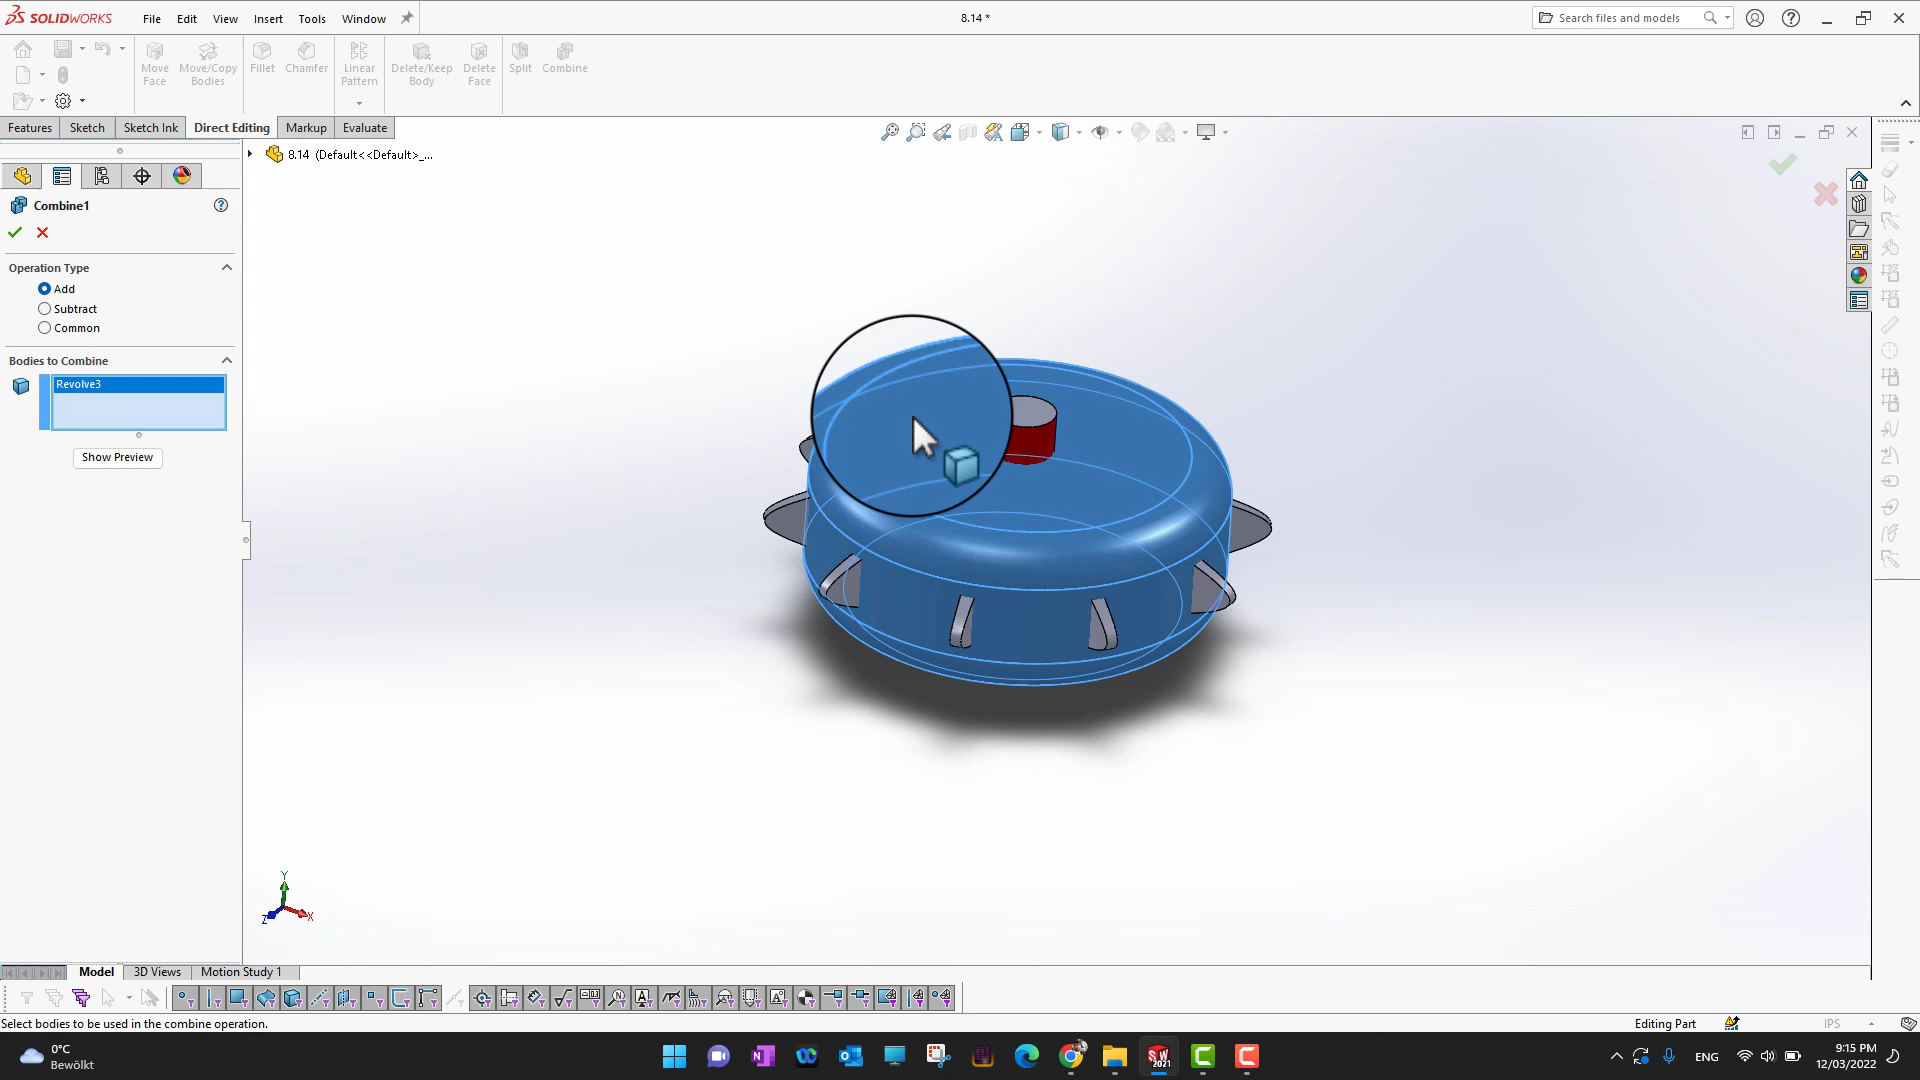 SOLIDWORKS File Edit View Insert Tools Window 8.14 * Search files and models
Move Face Move/Copy Bodies Fillet Chamfer Linear Pattern Delete/Keep Body Delete Face Split Combine
Features Sketch Sketch Ink Direct Editing Markup Evaluate
8.14 (Default<<Default>_...
Combine1
Operation Type
Add
Subtract
Common
Bodies to Combine
Revolve3
Show Preview
Y
Z X
Model 3D Views Motion Study 1
Select bodies to be used in the combine operation. Editing Part IPS
0°C
Bewölkt
SW
2021
ENG
9:15 PM
12/03/2022